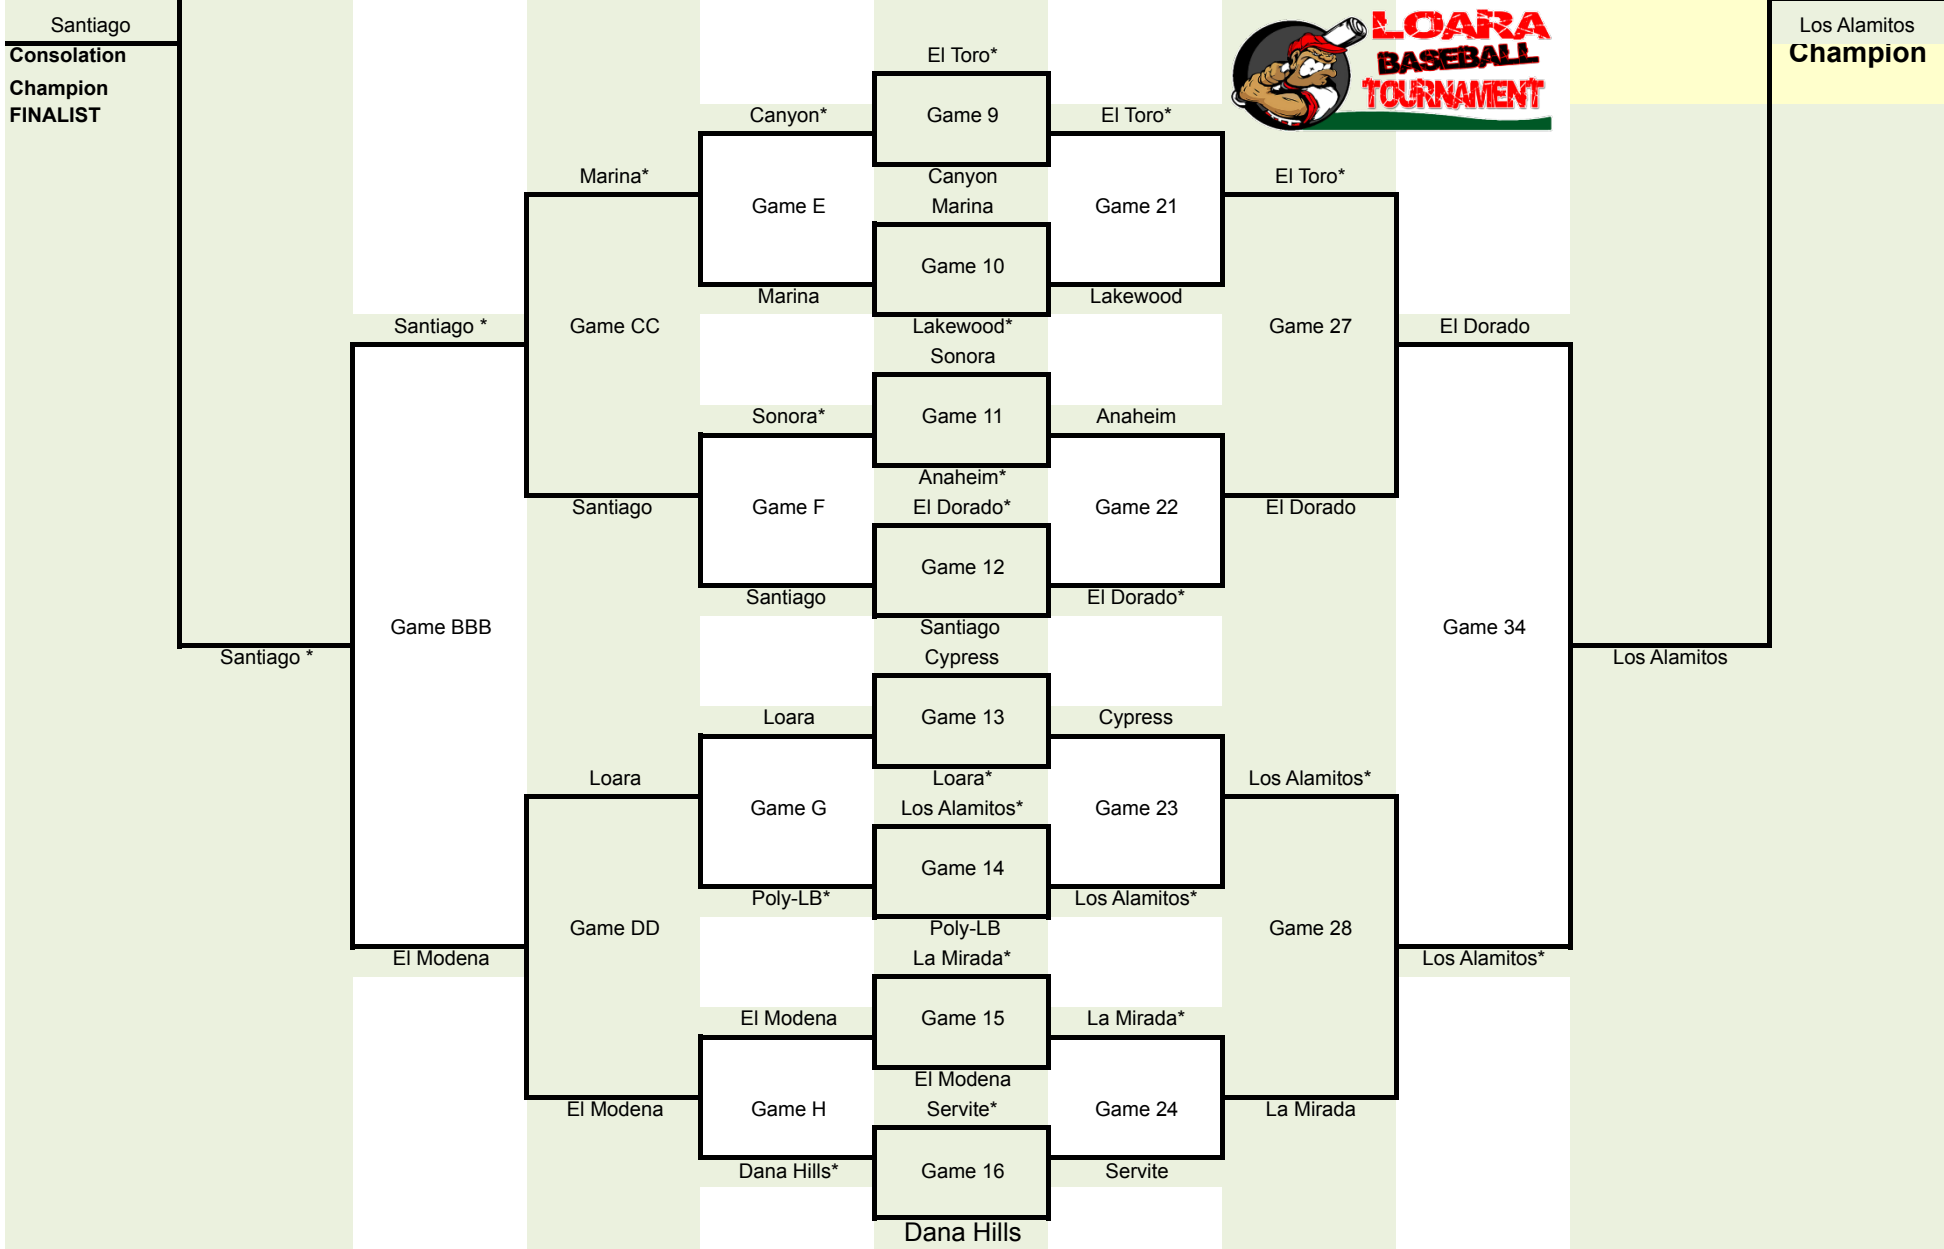 Santiago
Los Alamitos
LOARA
BASEBALL
TOURNAMENT
Consolation
Champion
Champion
FINALIST
El Toro*
Canyon*
Game 9
El Toro*
Marina*
Canyon
El Toro*
Game E
Marina
Game 21
Game 10
Marina
Lakewood
Santiago *
Game CC
Lakewood*
Game 27
El Dorado
Sonora
Sonora*
Game 11
Anaheim
Anaheim*
Santiago
Game F
El Dorado*
Game 22
El Dorado
Game 12
Santiago
El Dorado*
Game BBB
Santiago
Game 34
Santiago *
Cypress
Los Alamitos
Loara
Game 13
Cypress
Loara
Loara*
Los Alamitos*
Game G
Los Alamitos*
Game 23
Game 14
Poly-LB*
Los Alamitos*
Game DD
Poly-LB
Game 28
El Modena
La Mirada*
Los Alamitos*
El Modena
Game 15
La Mirada*
El Modena
El Modena
Game H
Servite*
Game 24
La Mirada
Dana Hills*
Game 16
Servite
Dana Hills